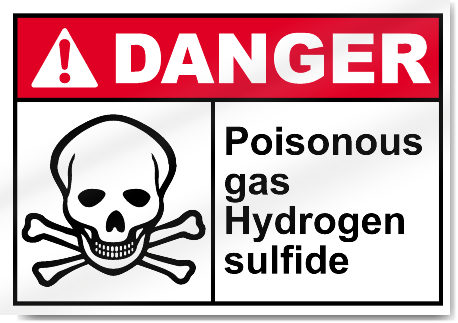 DANGER
Poisonous
gas
Hydrogen
sulfide